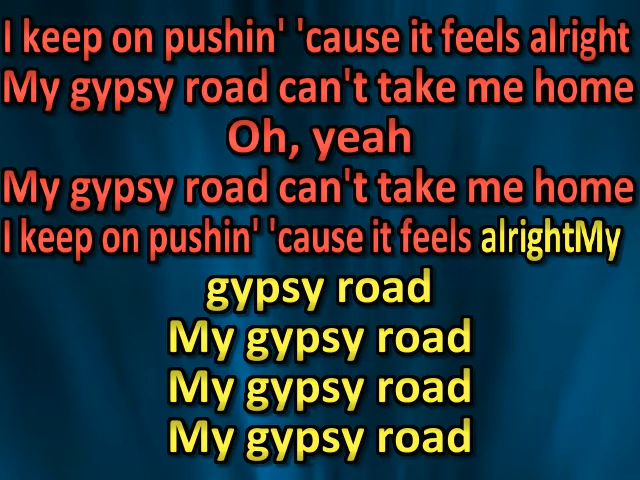 I keep on pushin' 'cause it feels alright
My gypsy road can't take me home
Oh, yeah
My gypsy road can't take me home
I keep on pushin' 'cause it feels alrightMy
gypsy road
My gypsy road
My gypsy road
My gypsy road